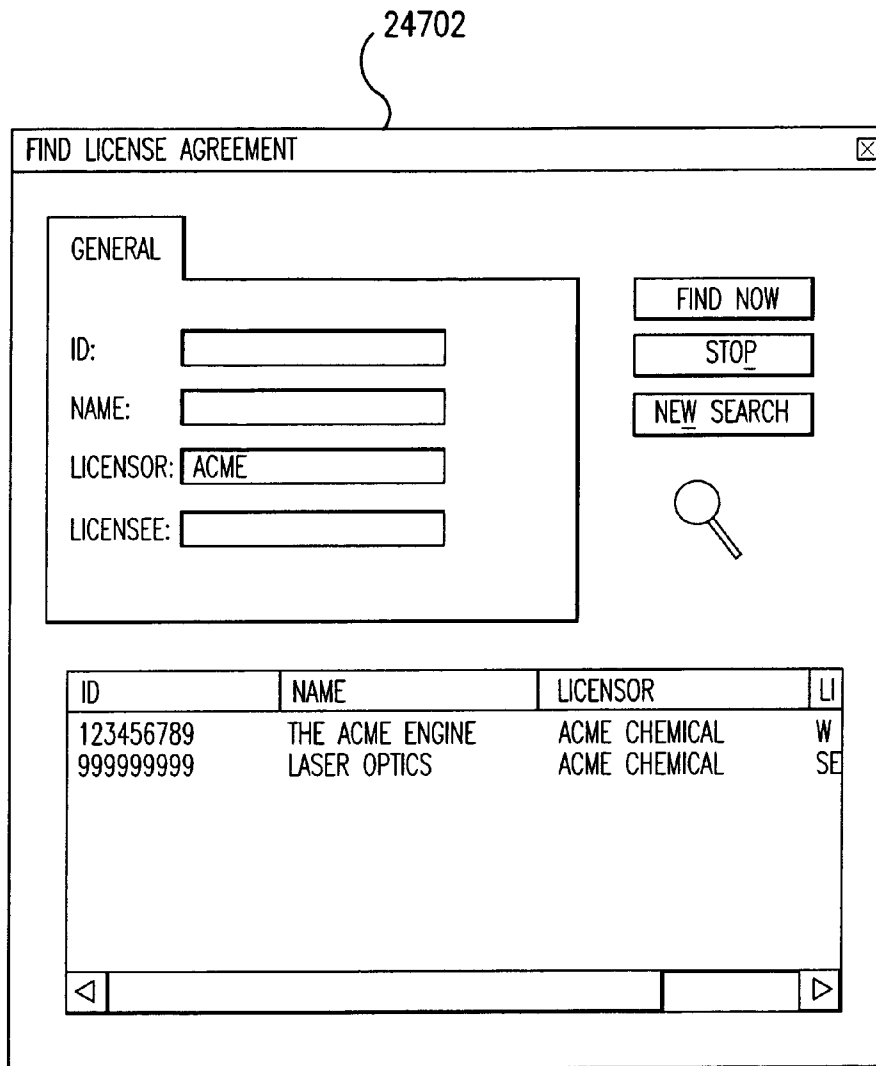 24702
FIND LICENSE AGREEMENT
GENERAL
ID:
NAME:
LICENSOR: ACME
LICENSEE:
FIND NOW
STOP
NEW SEARCH
ID NAME LICENSOR LI
123456789 THE ACME ENGINE ACME CHEMICAL W
999999999 LASER OPTICS ACME CHEMICAL SE